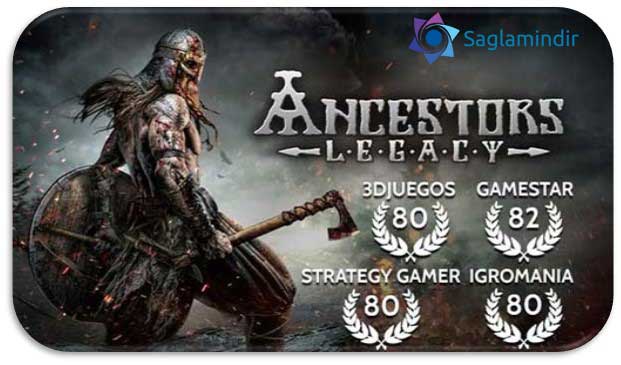 Saglamindir
ANCESTORS
LEGACY
3DJUEGOS GAMESTAR
80 82
STRATEGY GAMER IGROMANIA
80 80